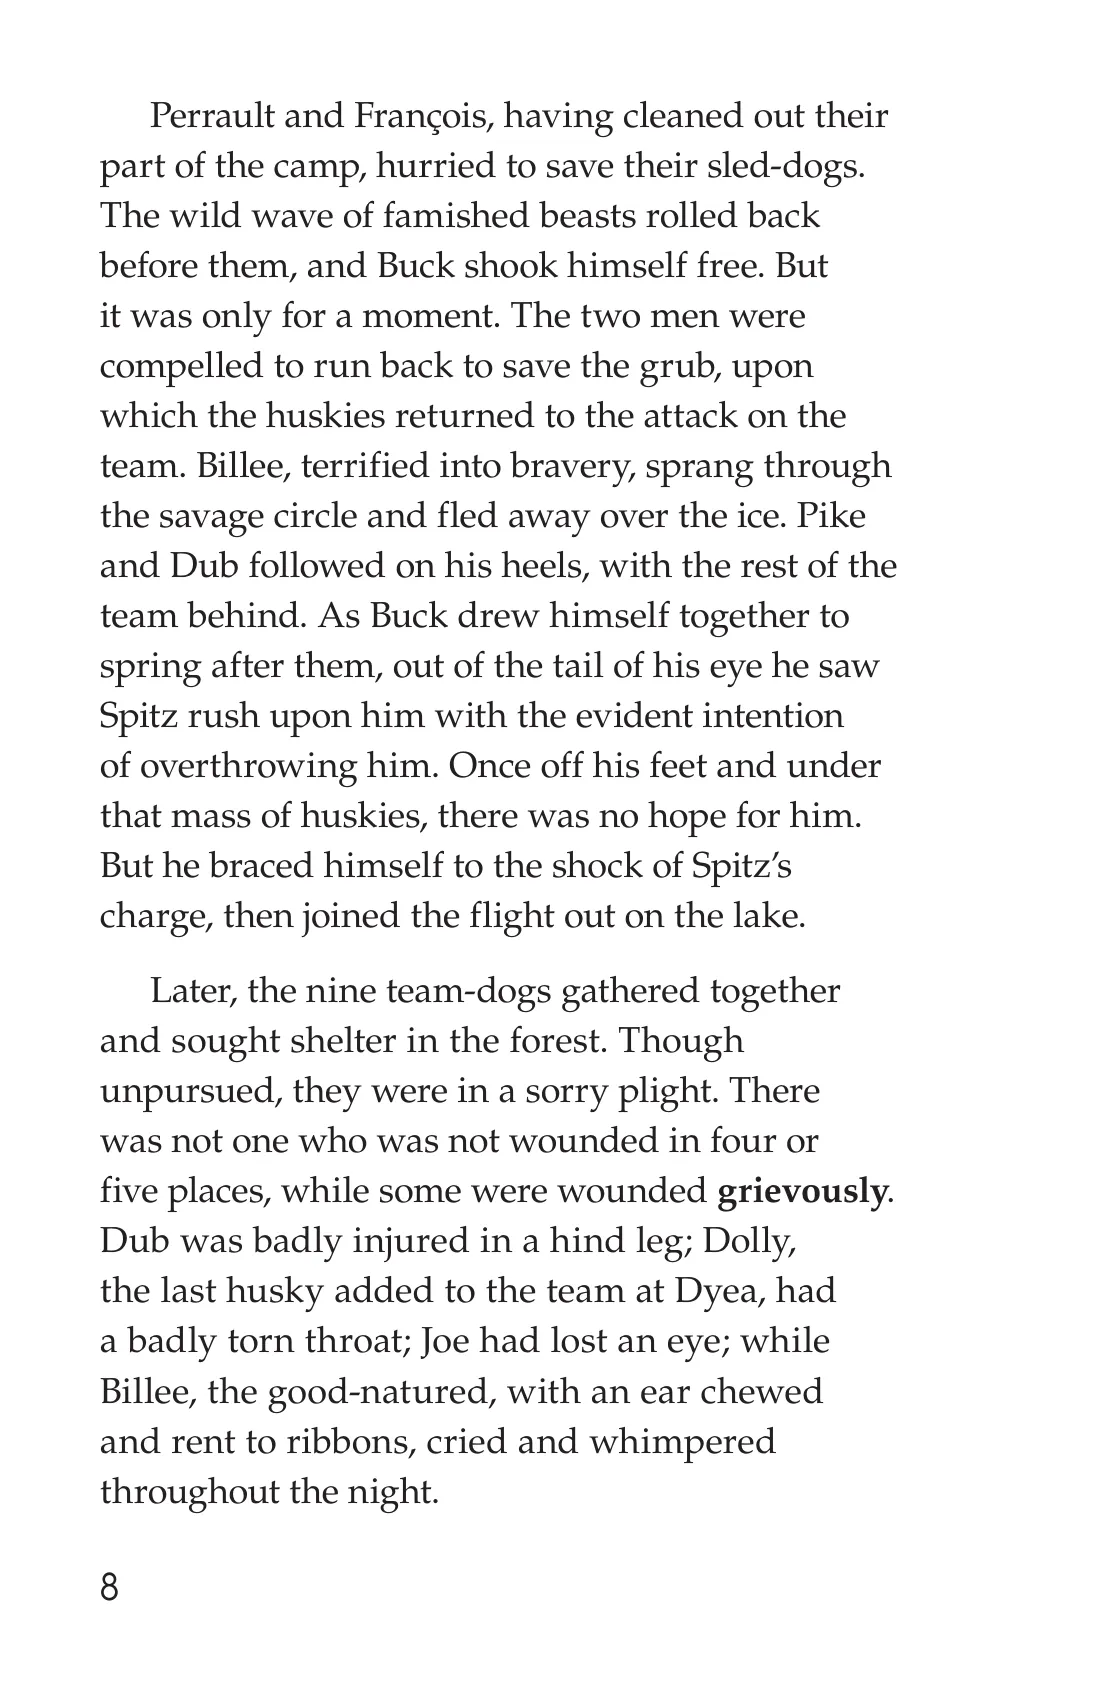 Perrault and François, having cleaned out their
part of the camp, hurried to save their sled-dogs.
The wild wave of famished beasts rolled back
before them, and Buck shook himself free. But
it was only for a moment. The two men were
compelled to run back to save the grub, upon
which the huskies returned to the attack on the
team. Billee, terrified into bravery, sprang through
the savage circle and fled away over the ice. Pike
and Dub followed on his heels, with the rest of the
team behind. As Buck drew himself together to
spring after them, out of the tail of his eye he saw
Spitz rush upon him with the evident intention
of overthrowing him. Once off his feet and under
that mass of huskies, there was no hope for him.
But he braced himself to the shock of Spitz’s
charge, then joined the flight out on the lake.
Later, the nine team-dogs gathered together
and sought shelter in the forest. Though
unpursued, they were in a sorry plight. There
was not one who was not wounded in four or
five places, while some were wounded grievously.
Dub was badly injured in a hind leg; Dolly,
the last husky added to the team at Dyea, had
a badly torn throat; Joe had lost an eye; while
Billee, the good-natured, with an ear chewed
and rent to ribbons, cried and whimpered
throughout the night.
8